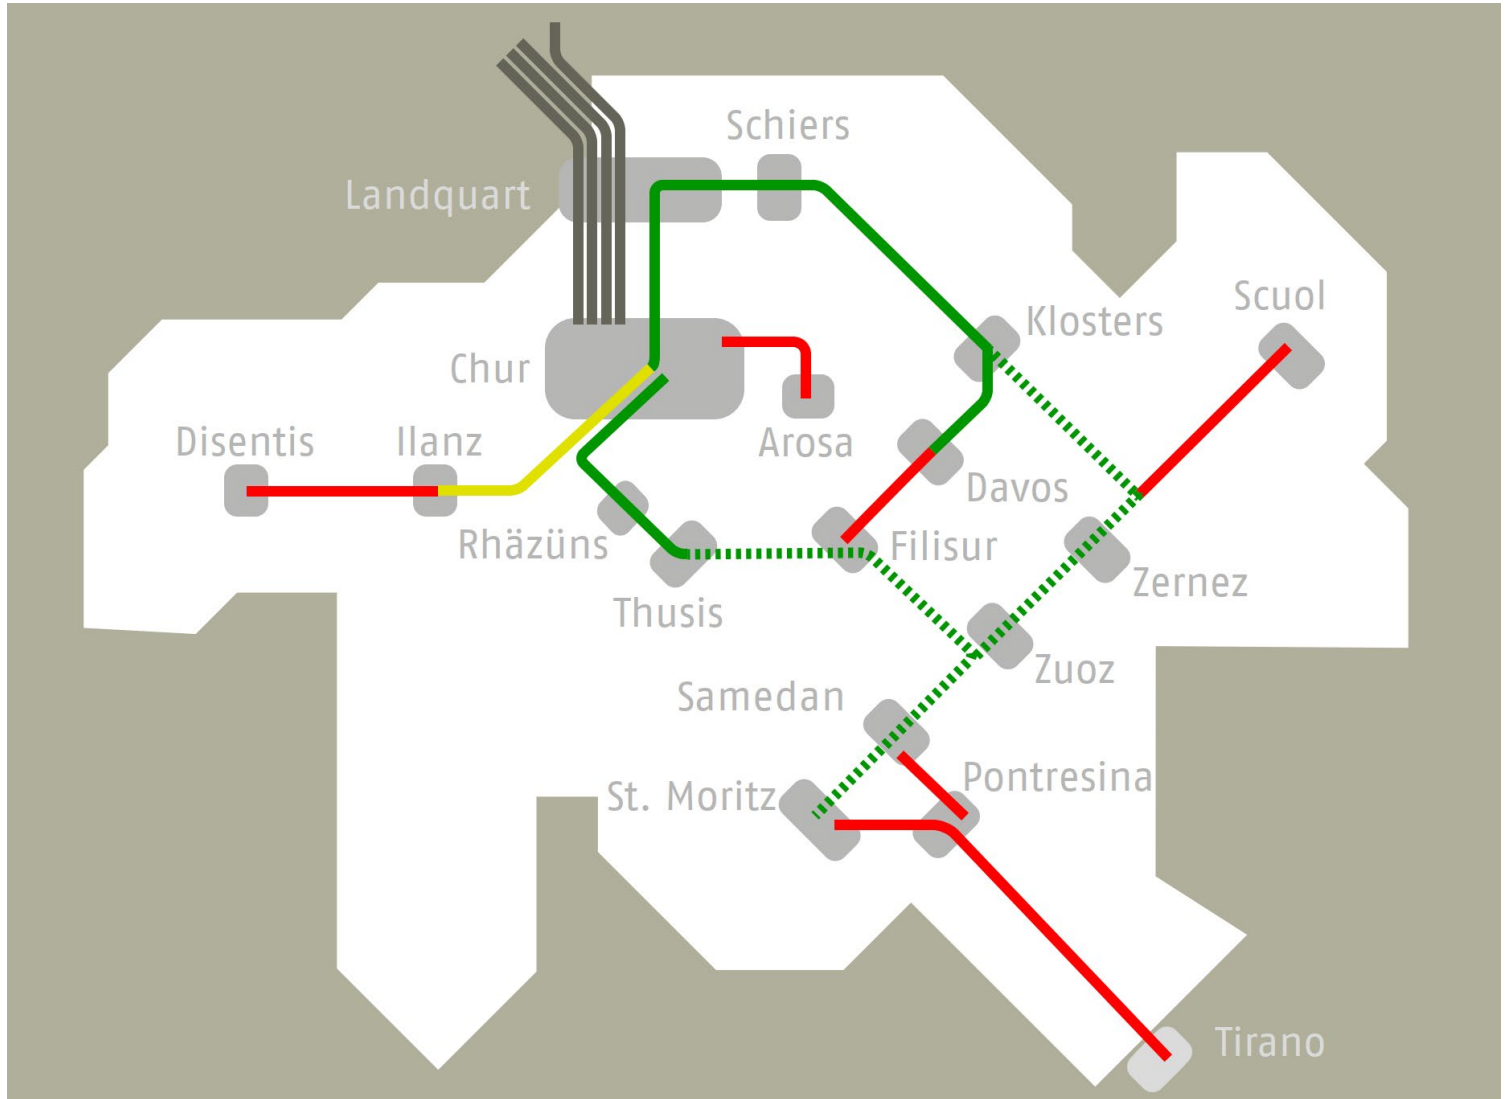 Schiers
Landquart
Scuol
Klosters
Chur
Disentis
Ilanz
Arosa
Davos
Rhäzüns
Filisur
Zernez
Thusis
Zuoz
Samedan
Pontresina
St. Moritz
Tirano